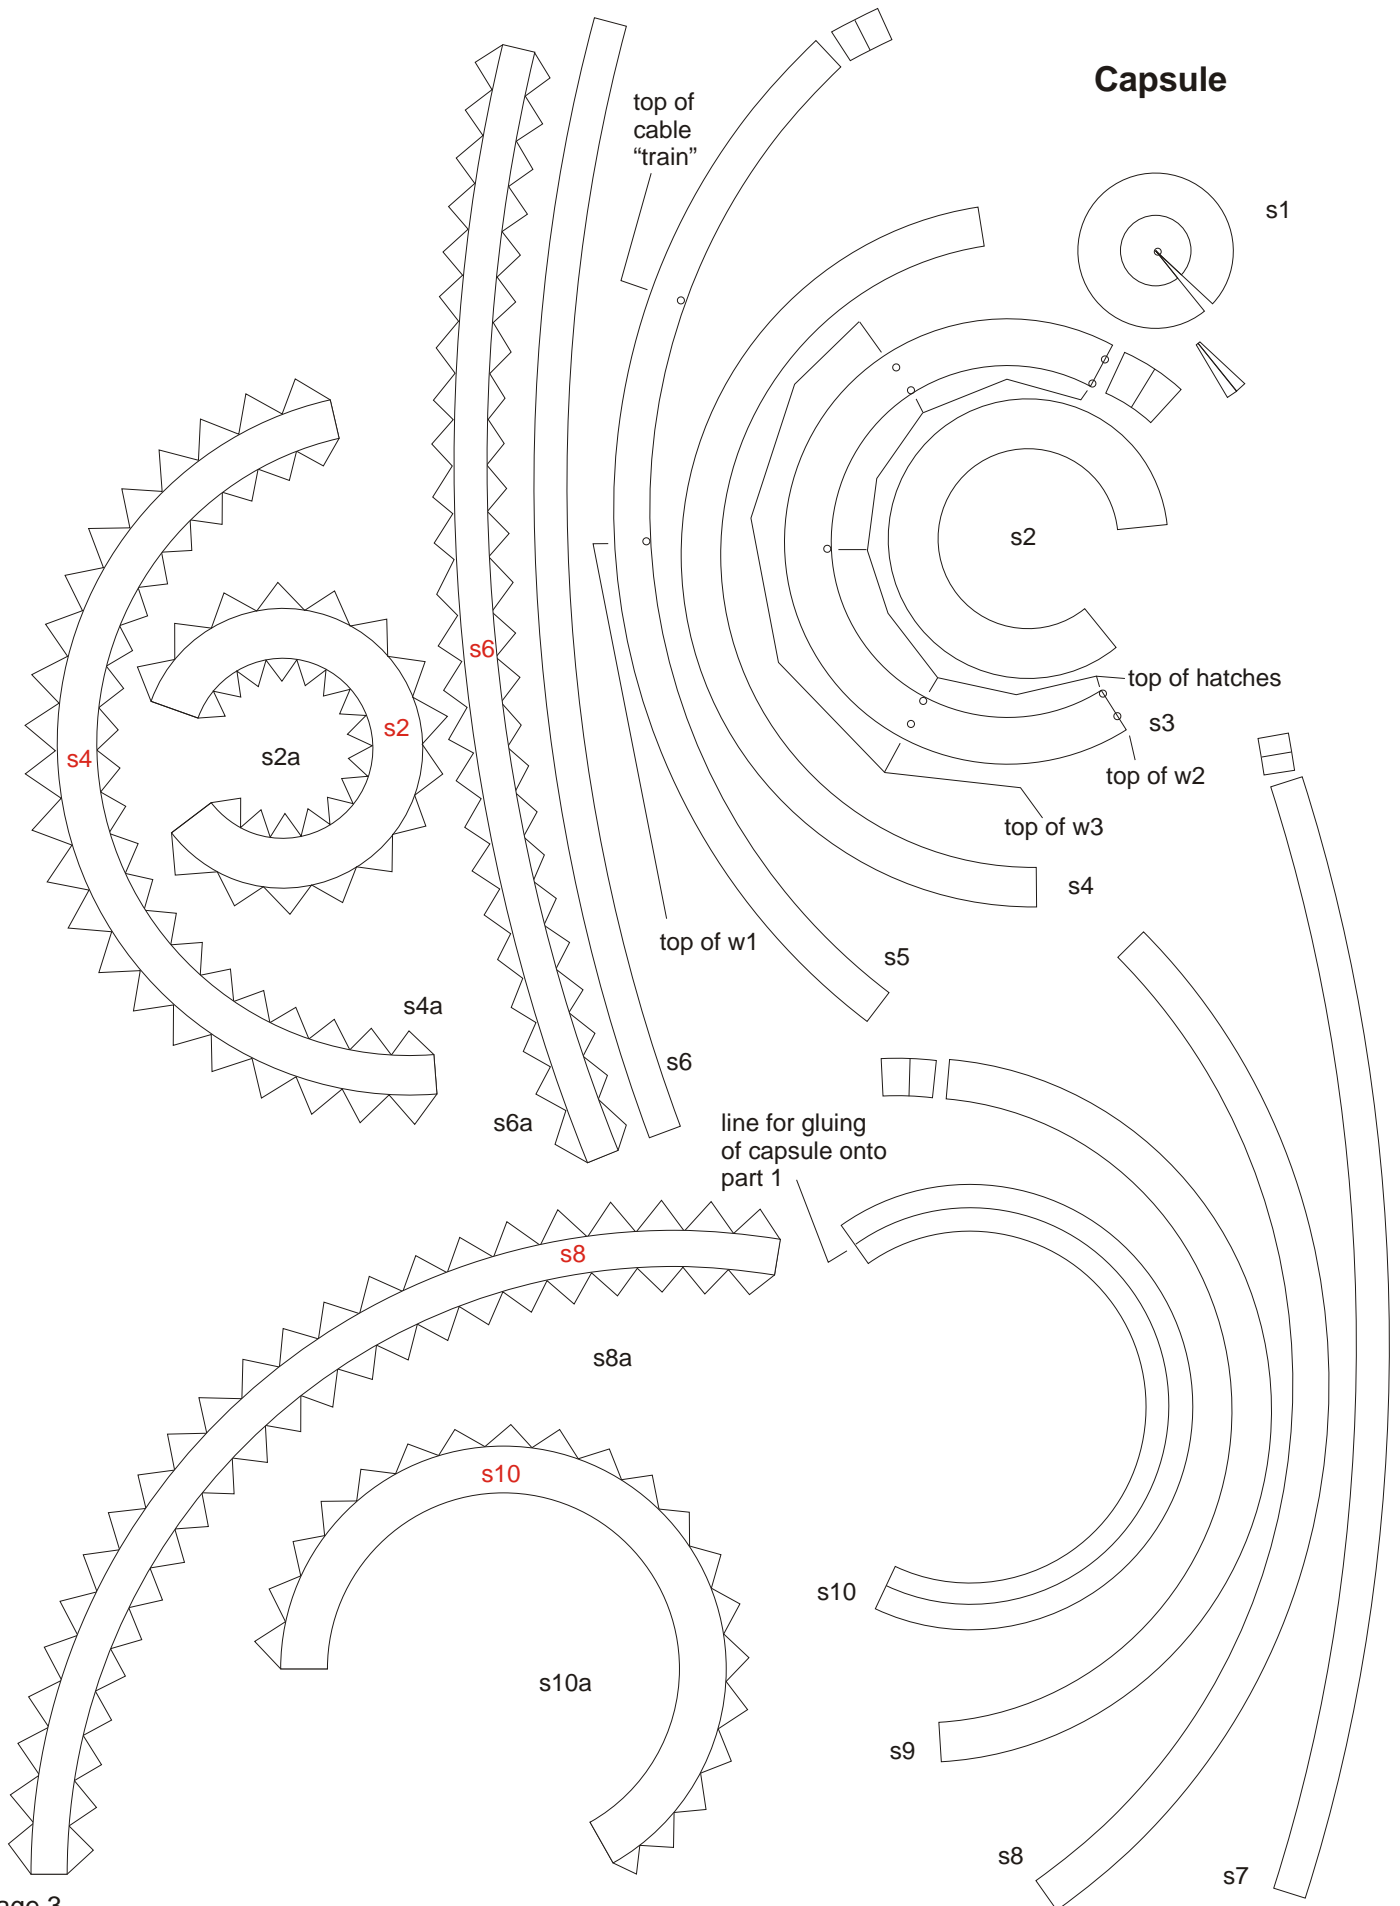 Capsule
top of
cable
“train”
s1
s2
top of hatches
s3
top of w2
top of w3
s4
s5
top of w1
s6
s6
s4
s2
s2a
s4a
s6a
s6
line for gluing
of capsule onto
part 1
s8
s8a
s10
s10a
s10
s9
s8
s7